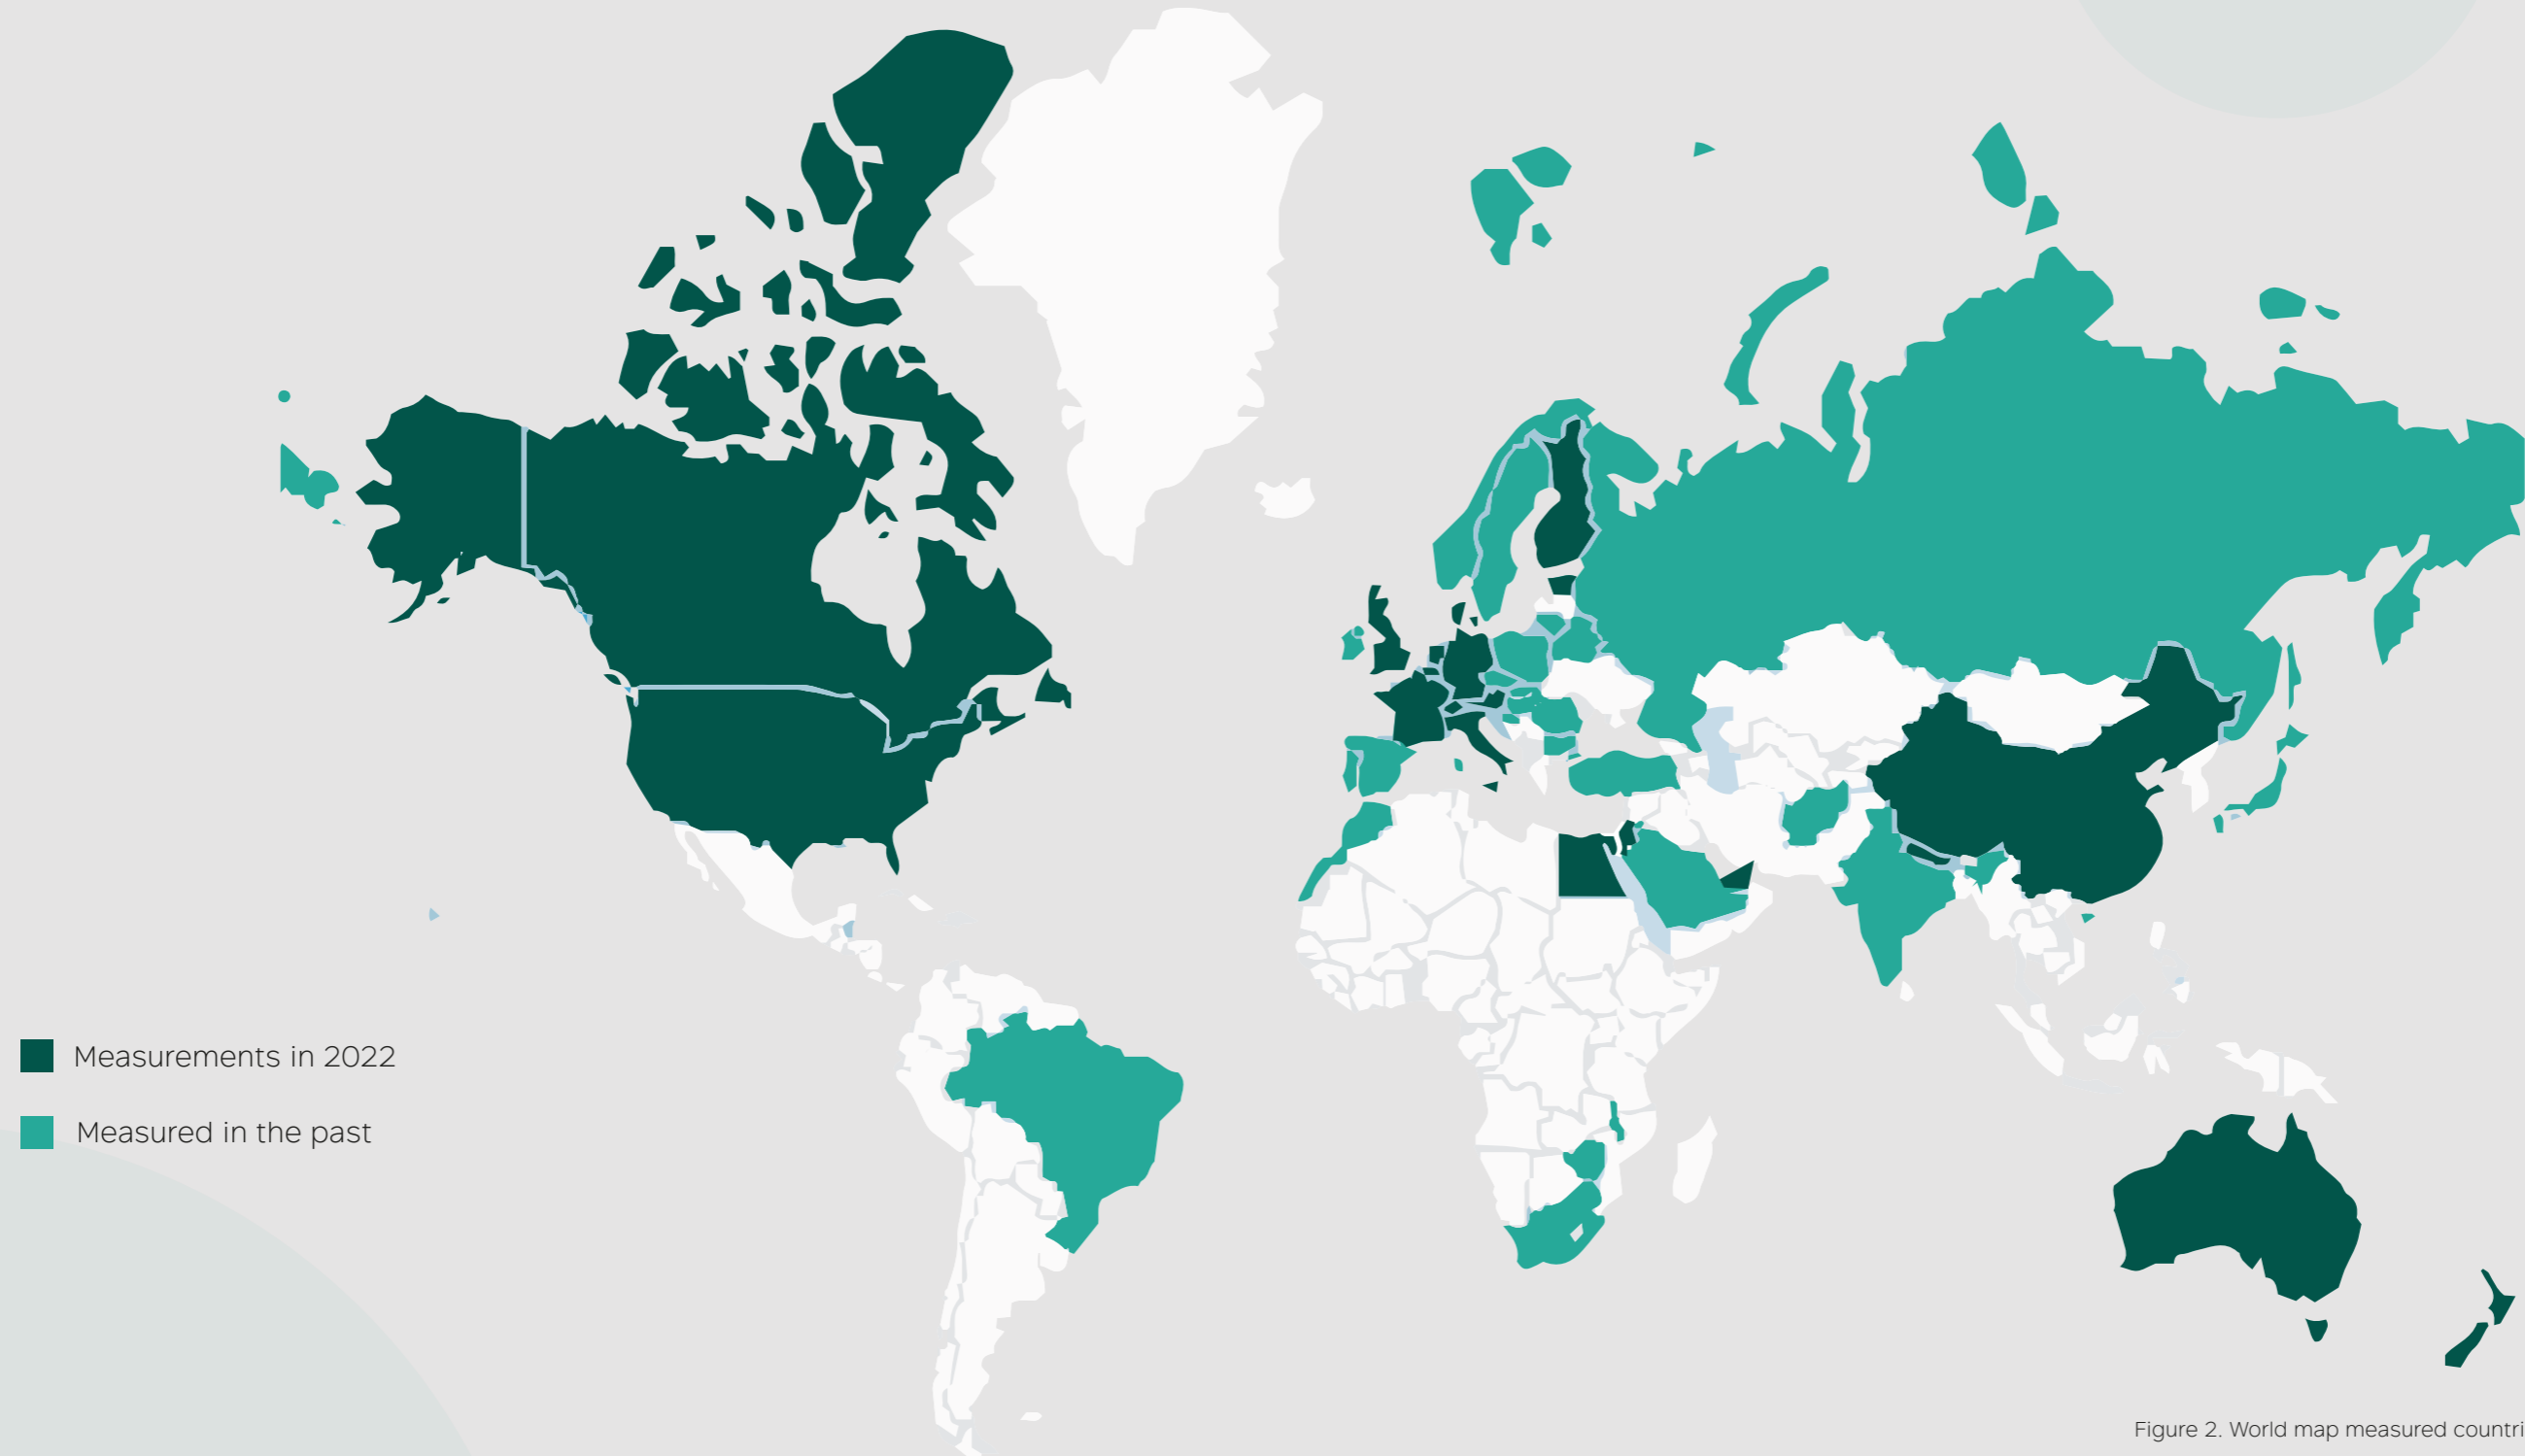 Measurements in 2022
Measured in the past
Figure 2. World map measured countri